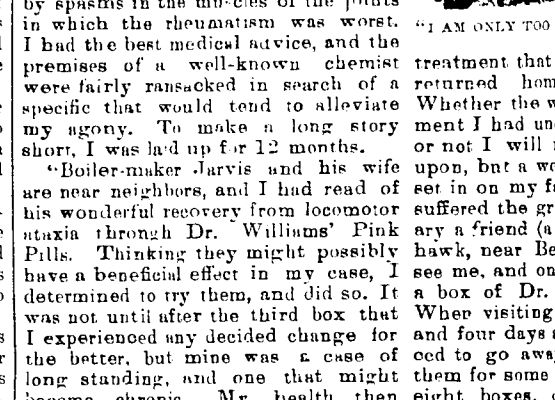 by spasms in the muscles of the joints
in which the rheumatism was worst.
I had the best medical advice, and the
premises of a well-known chemist
were fairly ransacked in search of a
specific that would tend to alleviate
my agony. To make a long story
short, I was laid up for 12 months.
"Boiler-maker Jarvis and his wife
are near neighbors, and I had read of
his wonderful recovery from locomotor
ataxia through Dr. Williams' Pink
Pills. Thinking they might possibly
have a beneficial effect in my case, I
determined to try them, and did so. It
was not until after the third box that
I experienced any decided change for
the better, but mine was a case of
long standing, and one that might
become chronic. My health then
"I AM ONLY TOO
treatment that
returned hom
Whether the w
ment I had un
or not I will n
upon, but a we
set in on my f
suffered the gr
ary a friend (a
hawk, near Be
see me, and on
a box of Dr.
When visiting
and four days a
ced to go awa
them for some
eight boxes,